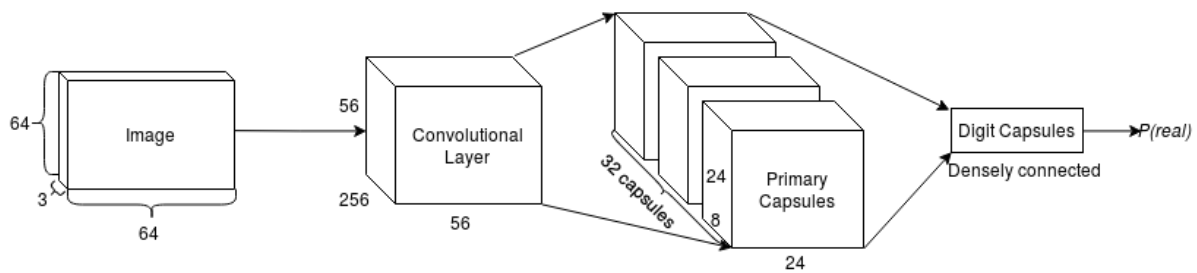 64
3
Image
64
56
256
Convolutional
Layer
56
32 capsules
24
8
Primary
Capsules
24
Digit Capsules
Densely connected
P(real)